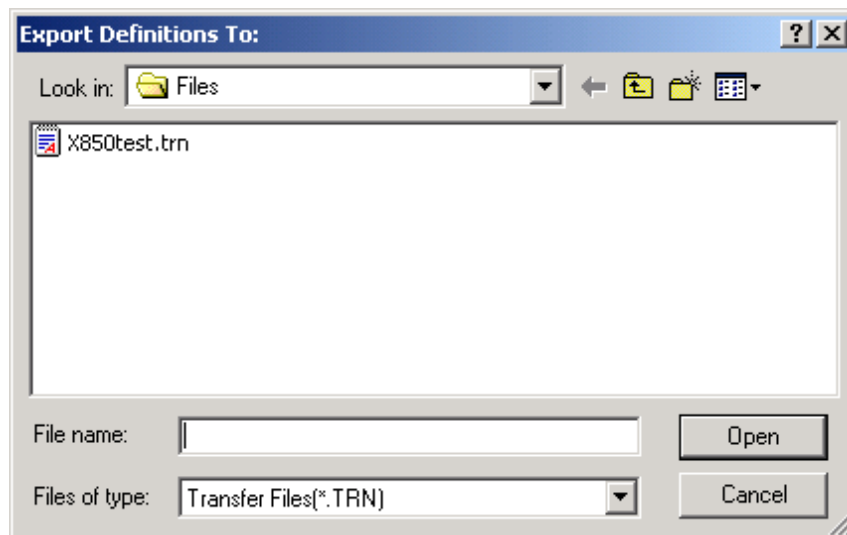 Export Definitions To:
Look in: Files
X850test.trn
File name:
Open
Files of type: Transfer Files(*.TRN)
Cancel